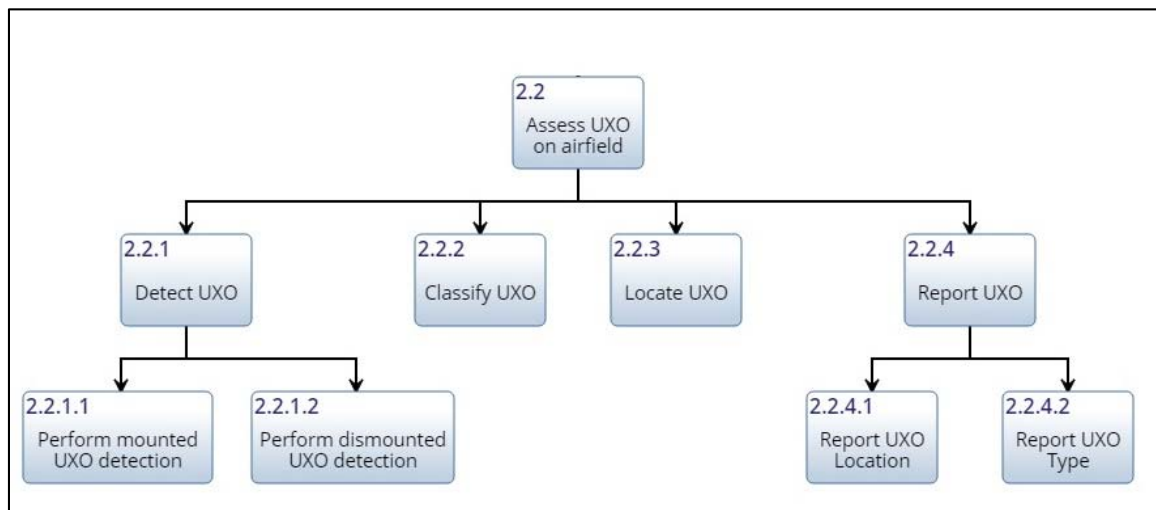 2.2
Assess UXO
on airfield
2.2.1
Detect UXO
2.2.2
Classify UXO
2.2.3
Locate UXO
2.2.4
Report UXO
2.2.1.1
Perform mounted
UXO detection
2.2.1.2
Perform dismounted
UXO detection
2.2.4.1
Report UXO
Location
2.2.4.2
Report UXO
Type